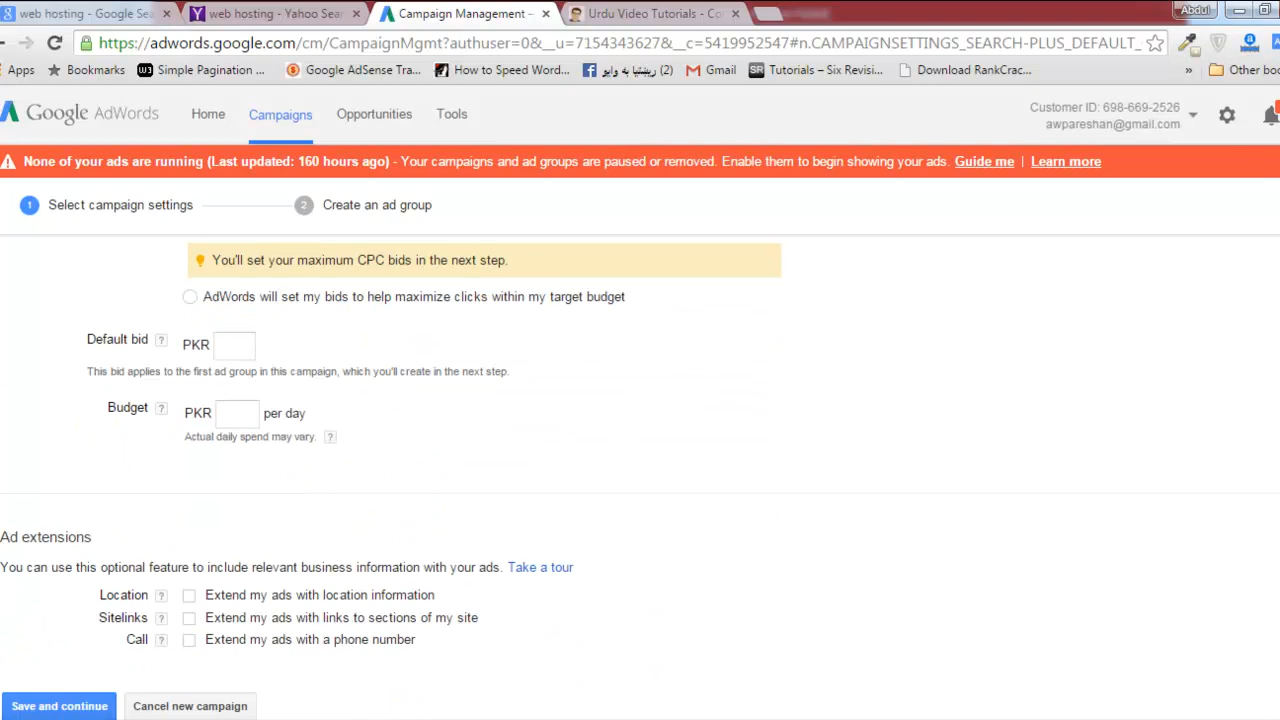 web hosting - Google Sea × web hosting - Yahoo Sear × Campaign Management – × Urdu Video Tutorials - Co × Abdul
https://adwords.google.com/cm/CampaignMgmt?authuser=0&__u=7154343627&__c=5419952547#n.CAMPAIGNSETTINGS_SEARCH-PLUS_DEFAULT_
Apps Bookmarks Simple Pagination ... Google AdSense Tra... How to Speed Word... (2) ريښتيا به وايو Gmail Tutorials – Six Revisi... Download RankCrac... » Other boo
Google AdWords Home Campaigns Opportunities Tools
Customer ID: 698-669-2526
awpareshan@gmail.com
None of your ads are running (Last updated: 160 hours ago) - Your campaigns and ad groups are paused or removed. Enable them to begin showing your ads. Guide me | Learn more
1 Select campaign settings 2 Create an ad group
You'll set your maximum CPC bids in the next step.
AdWords will set my bids to help maximize clicks within my target budget
Default bid ? PKR
This bid applies to the first ad group in this campaign, which you'll create in the next step.
Budget ? PKR per day
Actual daily spend may vary. ?
Ad extensions
You can use this optional feature to include relevant business information with your ads. Take a tour
Location ? Extend my ads with location information
Sitelinks ? Extend my ads with links to sections of my site
Call ? Extend my ads with a phone number
Save and continue Cancel new campaign